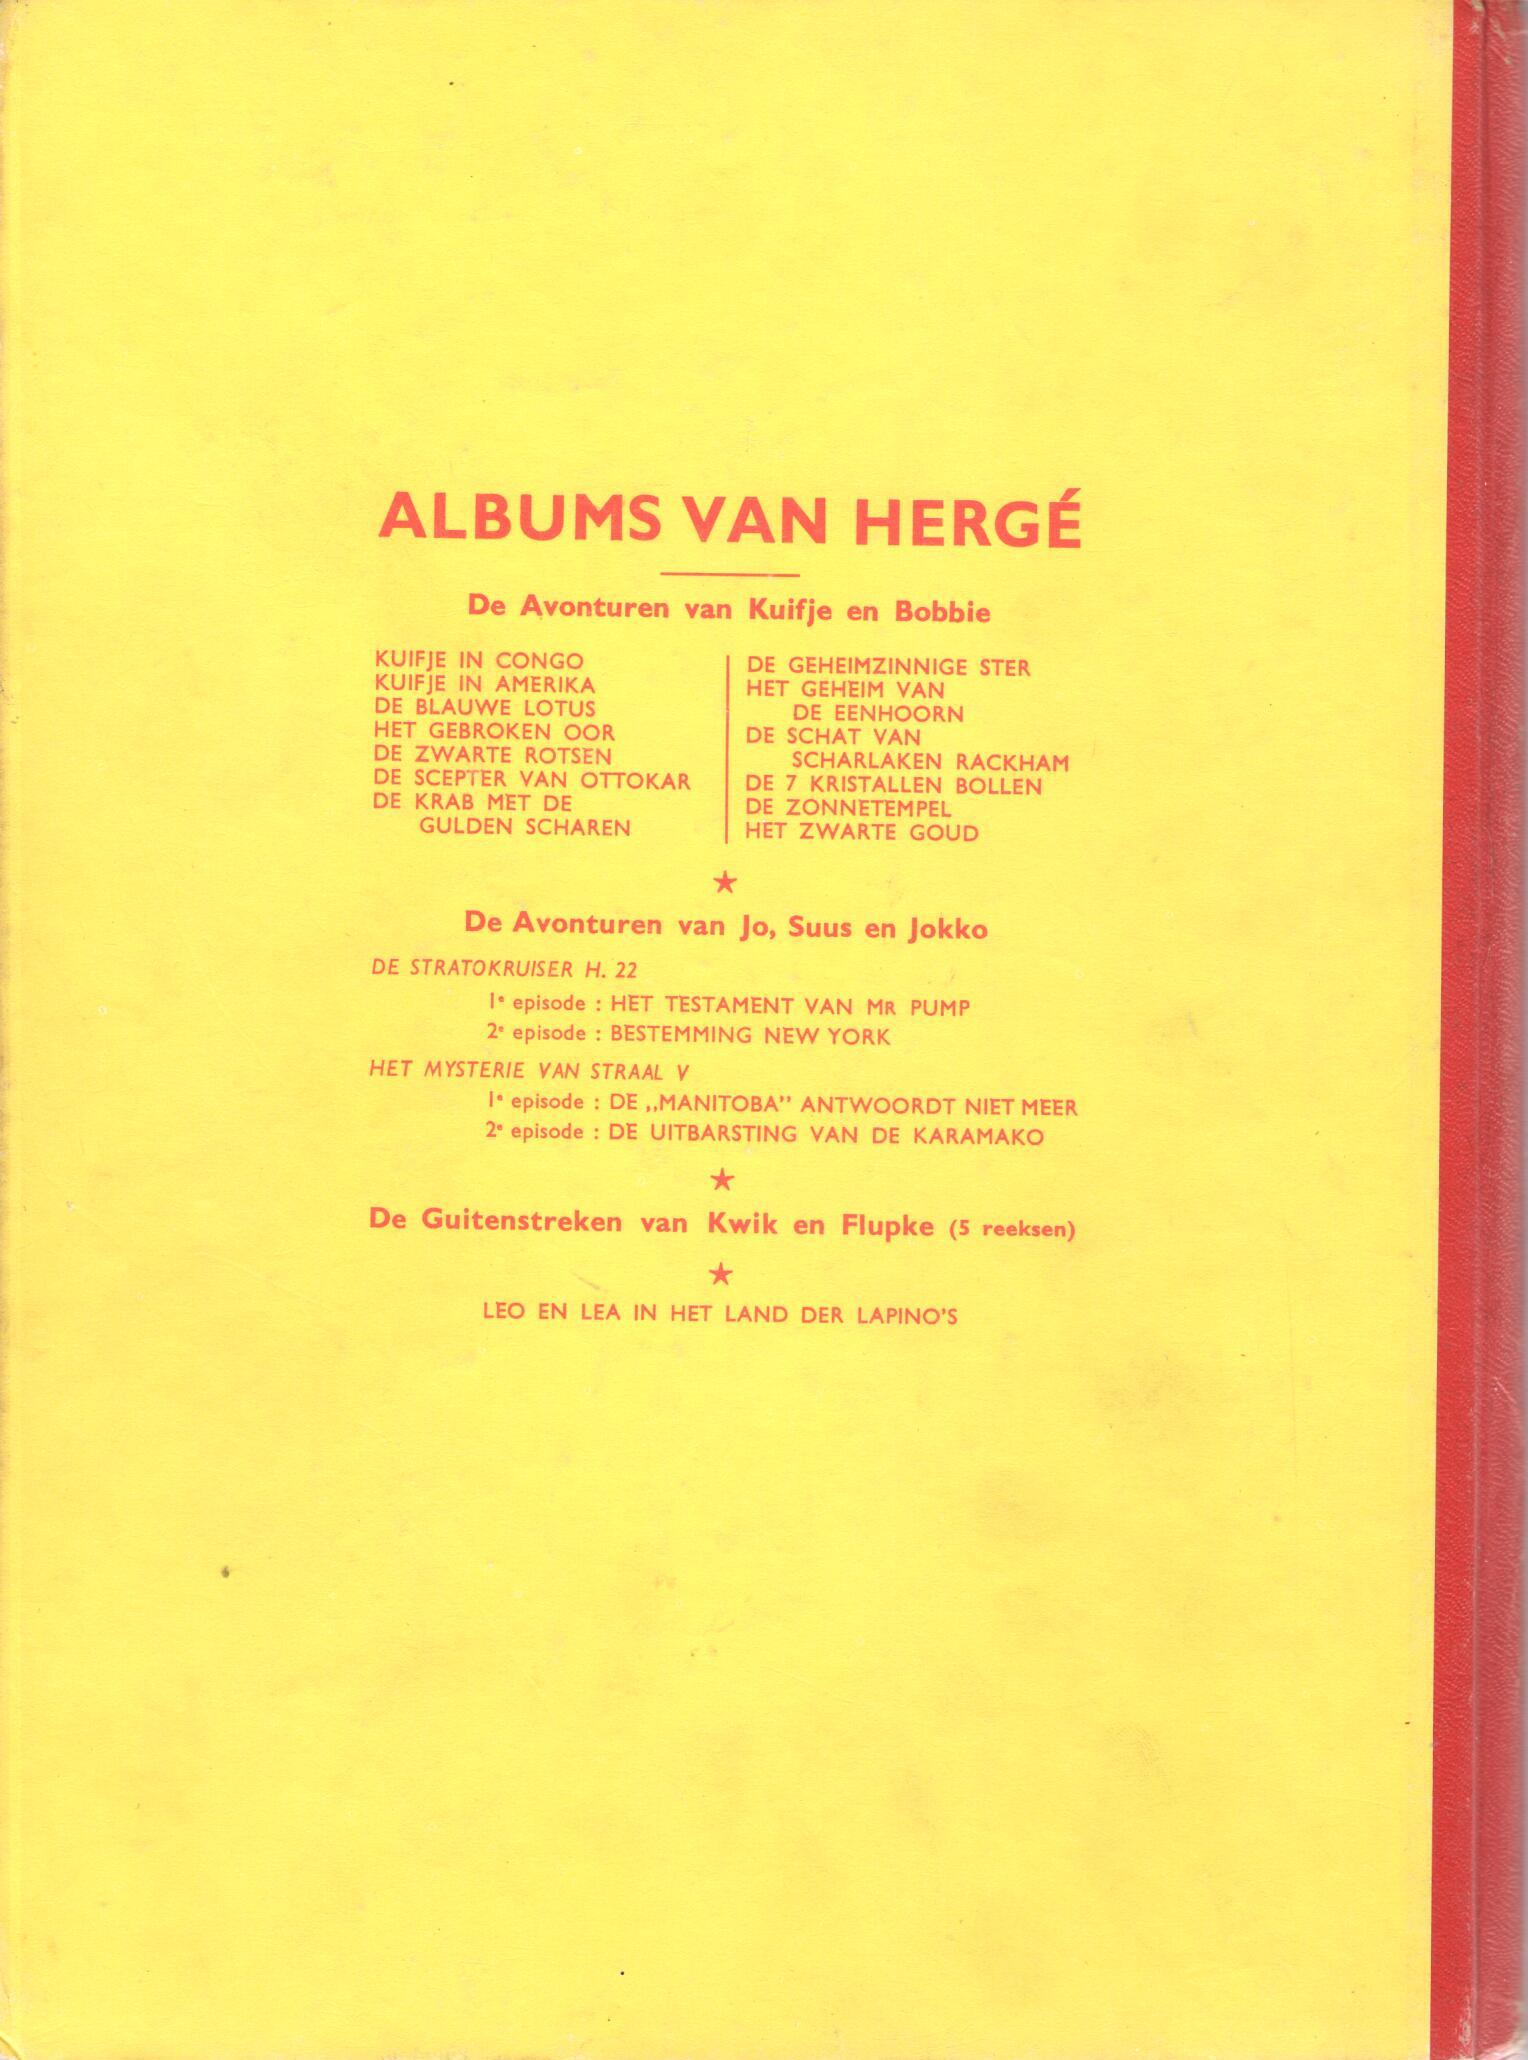 ALBUMS VAN HERGÉ
De Avonturen van Kuifje en Bobbie
KUIFJE IN CONGO
KUIFJE IN AMERIKA
DE BLAUWE LOTUS
HET GEBROKEN OOR
DE ZWARTE ROTSEN
DE SCEPTER VAN OTTOKAR
DE KRAB MET DE
GULDEN SCHAREN
DE GEHEIMZINNIGE STER
HET GEHEIM VAN
DE EENHOORN
DE SCHAT VAN
SCHARLAKEN RACKHAM
DE 7 KRISTALLEN BOLLEN
DE ZONNETEMPEL
HET ZWARTE GOUD
★
De Avonturen van Jo, Suus en Jokko
DE STRATOKRUISER H. 22
1e episode : HET TESTAMENT VAN MR PUMP
2e episode : BESTEMMING NEW YORK
HET MYSTERIE VAN STRAAL V
1e episode : DE „MANITOBA” ANTWOORDT NIET MEER
2e episode : DE UITBARSTING VAN DE KARAMAKO
★
De Guitenstreken van Kwik en Flupke (5 reeksen)
★
LEO EN LEA IN HET LAND DER LAPINO'S